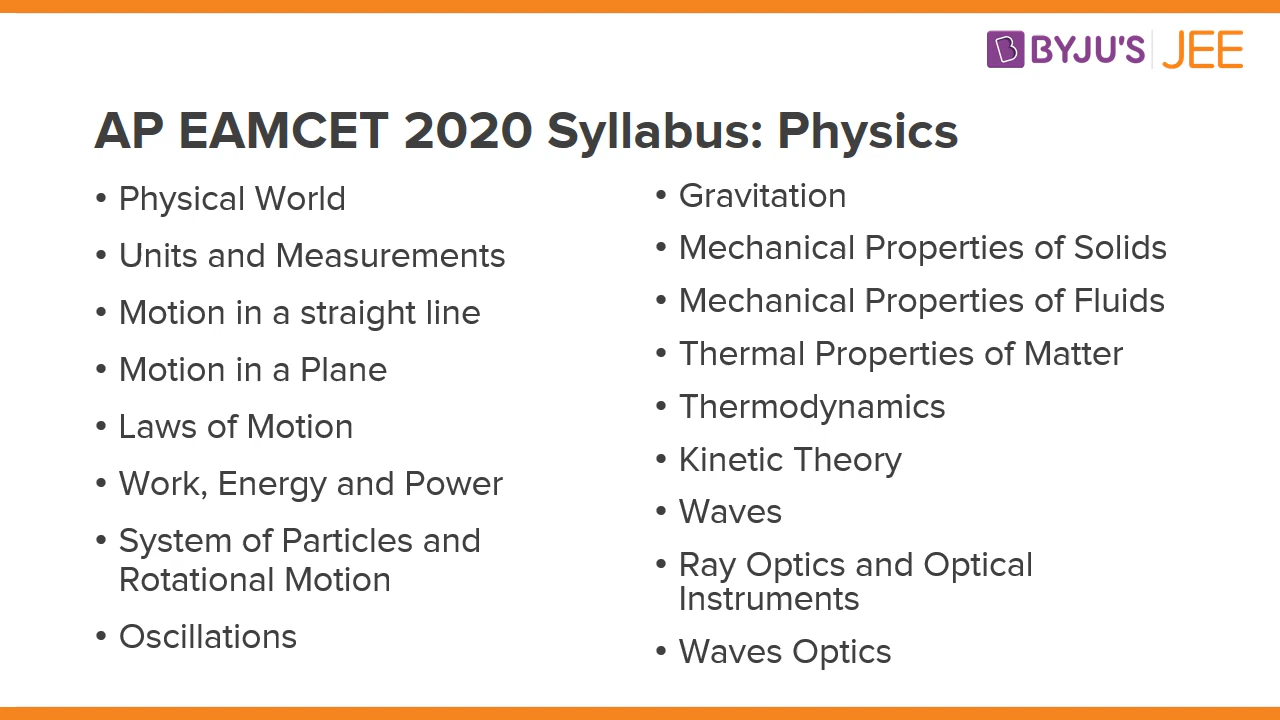 BYJU'S JEE
AP EAMCET 2020 Syllabus: Physics
• Physical World
• Units and Measurements
• Motion in a straight line
• Motion in a Plane
• Laws of Motion
• Work, Energy and Power
• System of Particles and
Rotational Motion
• Oscillations
• Gravitation
• Mechanical Properties of Solids
• Mechanical Properties of Fluids
• Thermal Properties of Matter
• Thermodynamics
• Kinetic Theory
• Waves
• Ray Optics and Optical
Instruments
• Waves Optics